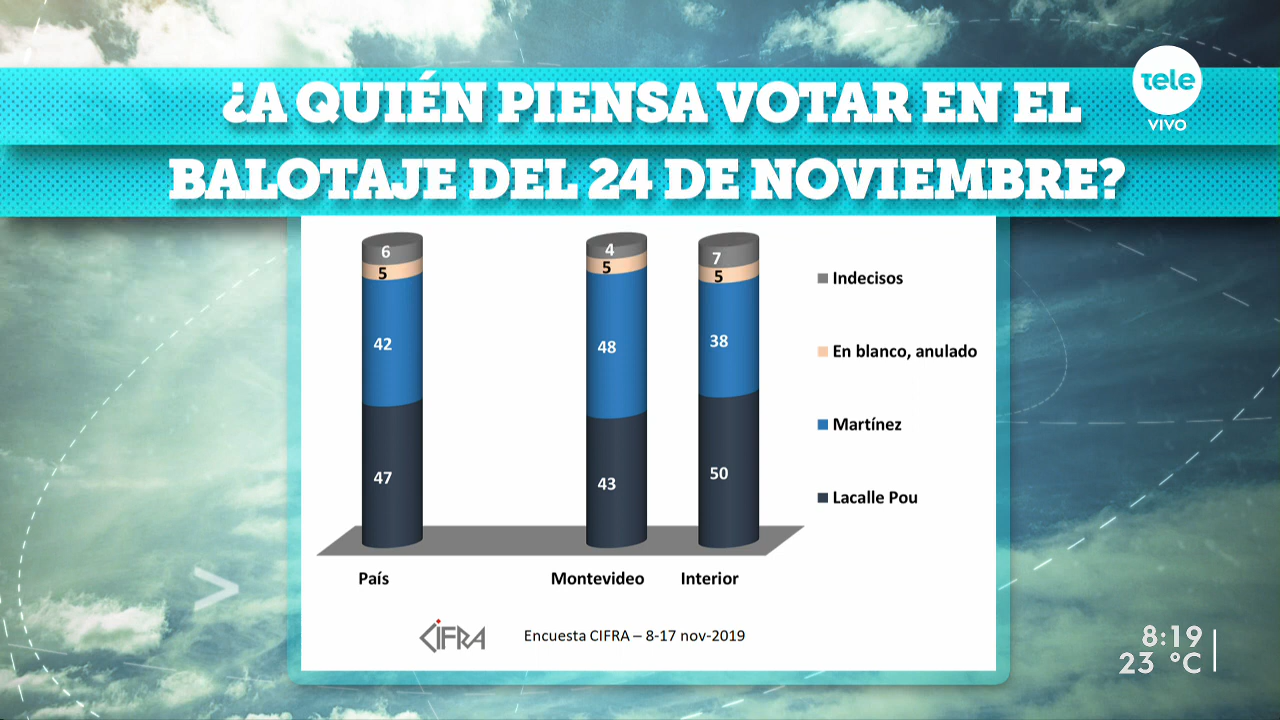 ¿A QUIÉN PIENSA VOTAR EN EL
BALOTAJE DEL 24 DE NOVIEMBRE?
tele
VIVO
6
5
42
47
4
5
48
43
7
5
38
50
Indecisos
En blanco, anulado
Martínez
Lacalle Pou
País
Montevideo
Interior
CIFRA
Encuesta CIFRA – 8-17 nov-2019
8:19
23 °C